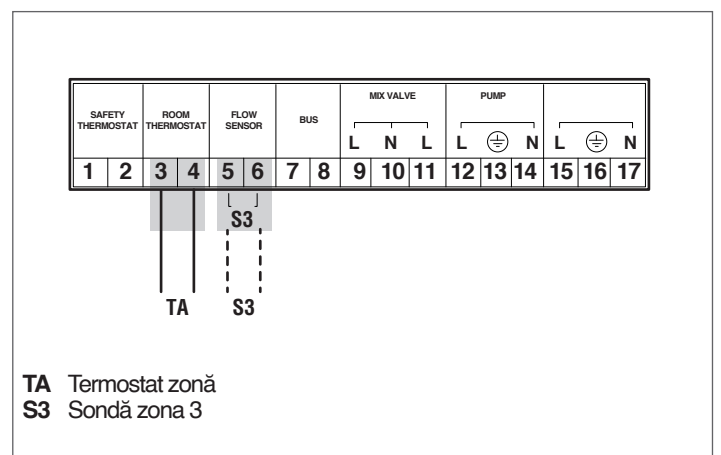 MIX VALVE PUMP
SAFETY ROOM FLOW BUS
THERMOSTAT THERMOSTAT SENSOR
L N L L N L N
1 2 3 4 5 6 7 8 9 10 11 12 13 14 15 16 17
S3
TA S3
TA Termostat zonă
S3 Sondă zona 3